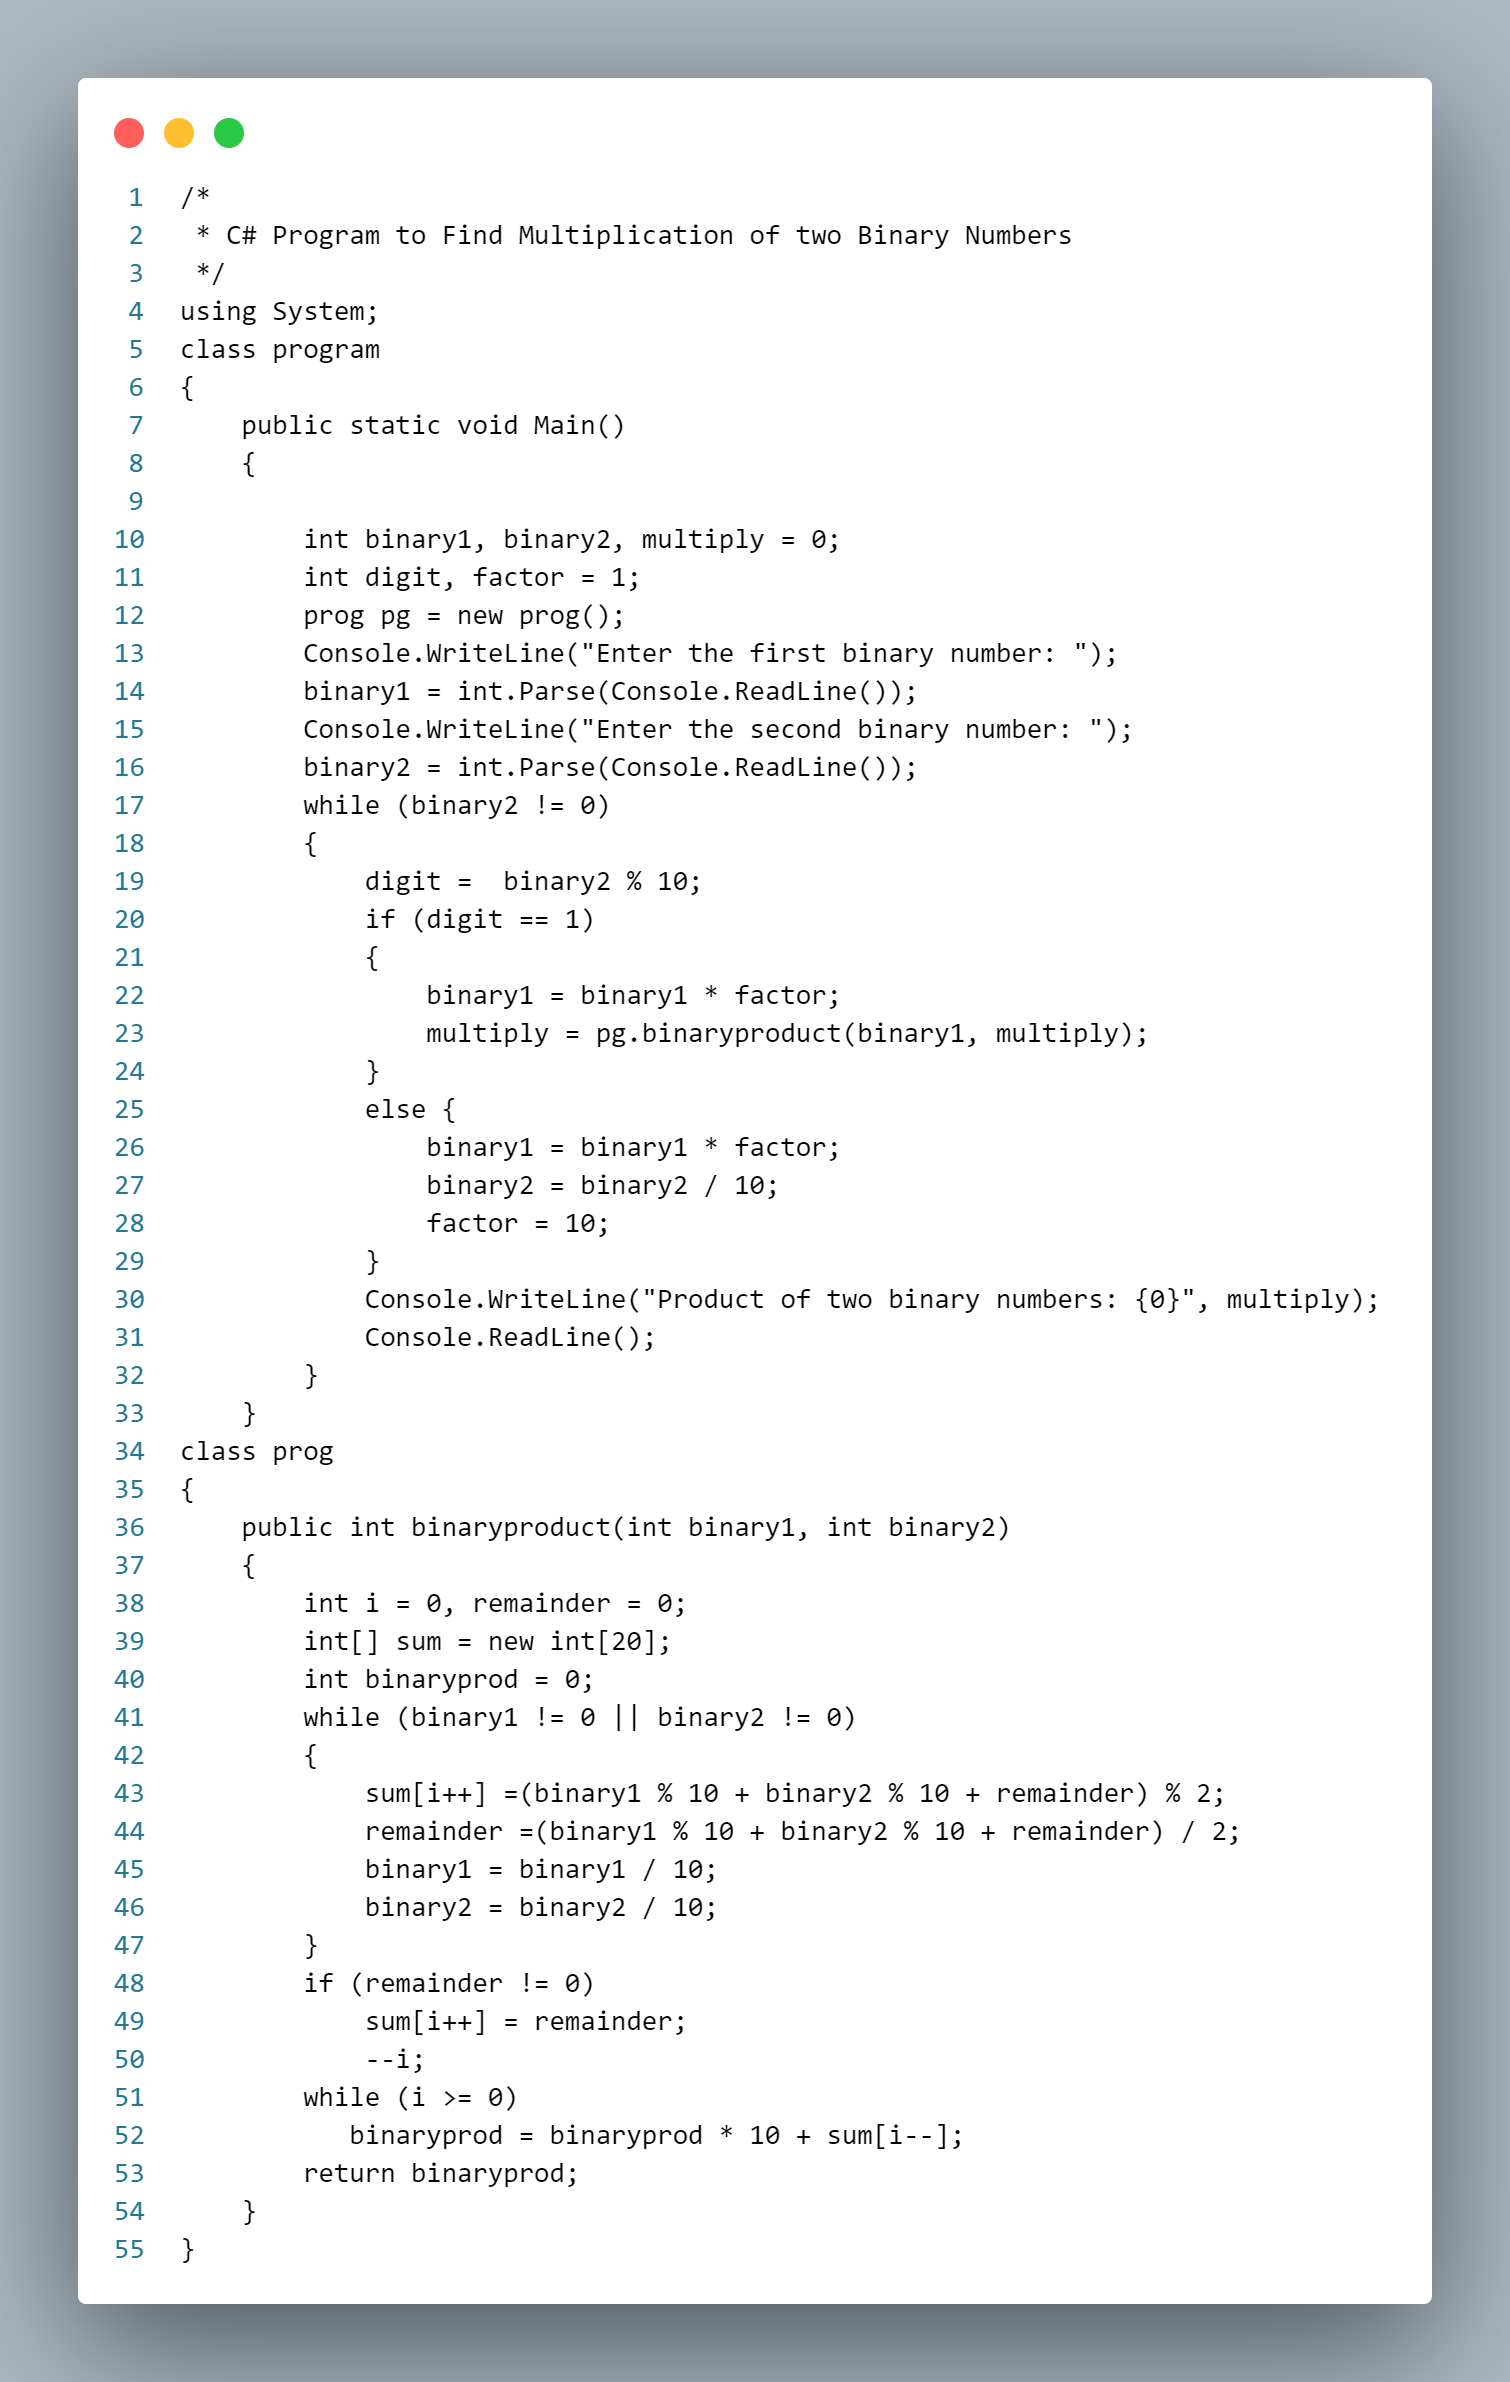 1 /*
2  * C# Program to Find Multiplication of two Binary Numbers
3  */
4 using System;
5 class program
6 {
7     public static void Main()
8     {
9
10         int binary1, binary2, multiply = 0;
11         int digit, factor = 1;
12         prog pg = new prog();
13         Console.WriteLine("Enter the first binary number: ");
14         binary1 = int.Parse(Console.ReadLine());
15         Console.WriteLine("Enter the second binary number: ");
16         binary2 = int.Parse(Console.ReadLine());
17         while (binary2 != 0)
18         {
19             digit =  binary2 % 10;
20             if (digit == 1)
21             {
22                 binary1 = binary1 * factor;
23                 multiply = pg.binaryproduct(binary1, multiply);
24             }
25             else {
26                 binary1 = binary1 * factor;
27                 binary2 = binary2 / 10;
28                 factor = 10;
29             }
30             Console.WriteLine("Product of two binary numbers: {0}", multiply);
31             Console.ReadLine();
32         }
33     }
34 class prog
35 {
36     public int binaryproduct(int binary1, int binary2)
37     {
38         int i = 0, remainder = 0;
39         int[] sum = new int[20];
40         int binaryprod = 0;
41         while (binary1 != 0 || binary2 != 0)
42         {
43             sum[i++] =(binary1 % 10 + binary2 % 10 + remainder) % 2;
44             remainder =(binary1 % 10 + binary2 % 10 + remainder) / 2;
45             binary1 = binary1 / 10;
46             binary2 = binary2 / 10;
47         }
48         if (remainder != 0)
49             sum[i++] = remainder;
50             --i;
51         while (i >= 0)
52            binaryprod = binaryprod * 10 + sum[i--];
53         return binaryprod;
54     }
55 }